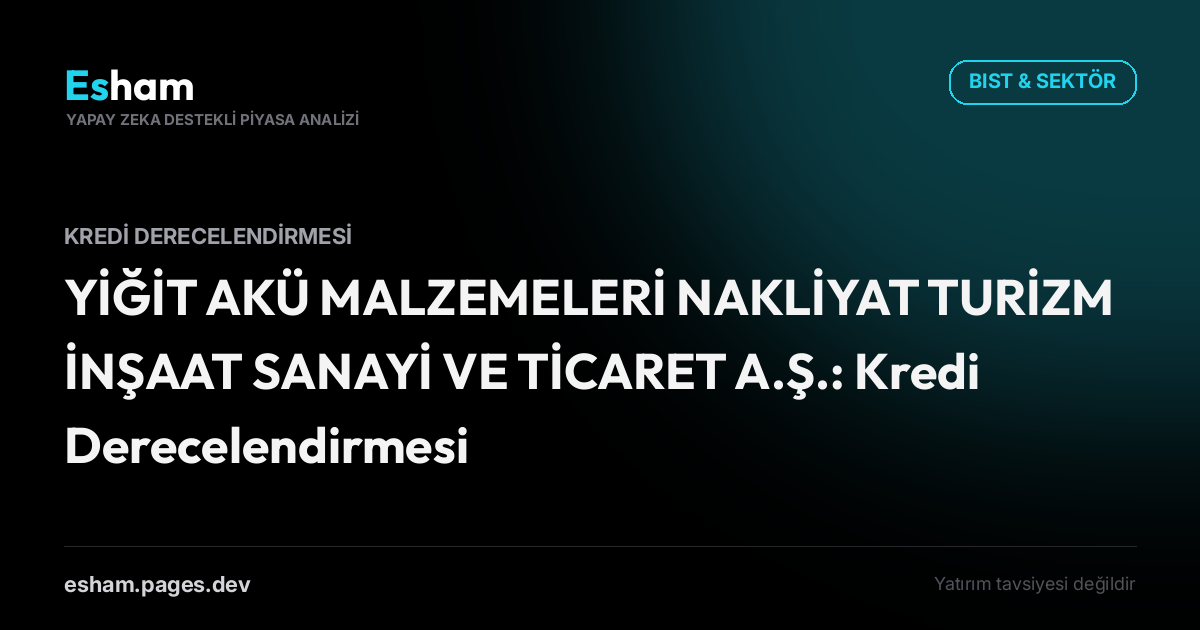 Esham
YAPAY ZEKA DESTEKLİ PİYASA ANALİZİ
BIST & SEKTÖR
KREDİ DERECELENDİRMESİ
YİĞİT AKÜ MALZEMELERİ NAKLİYAT TURİZM
İNŞAAT SANAYİ VE TİCARET A.Ş.: Kredi
Derecelendirmesi
esham.pages.dev
Yatırım tavsiyesi değildir